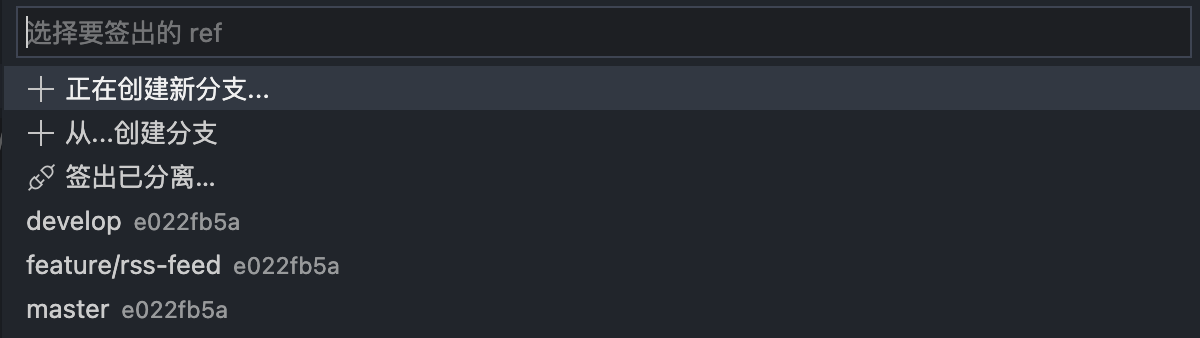 选择要签出的 ref
正在创建新分支...
从...创建分支
签出已分离...
develop e022fb5a
feature/rss-feed e022fb5a
master e022fb5a